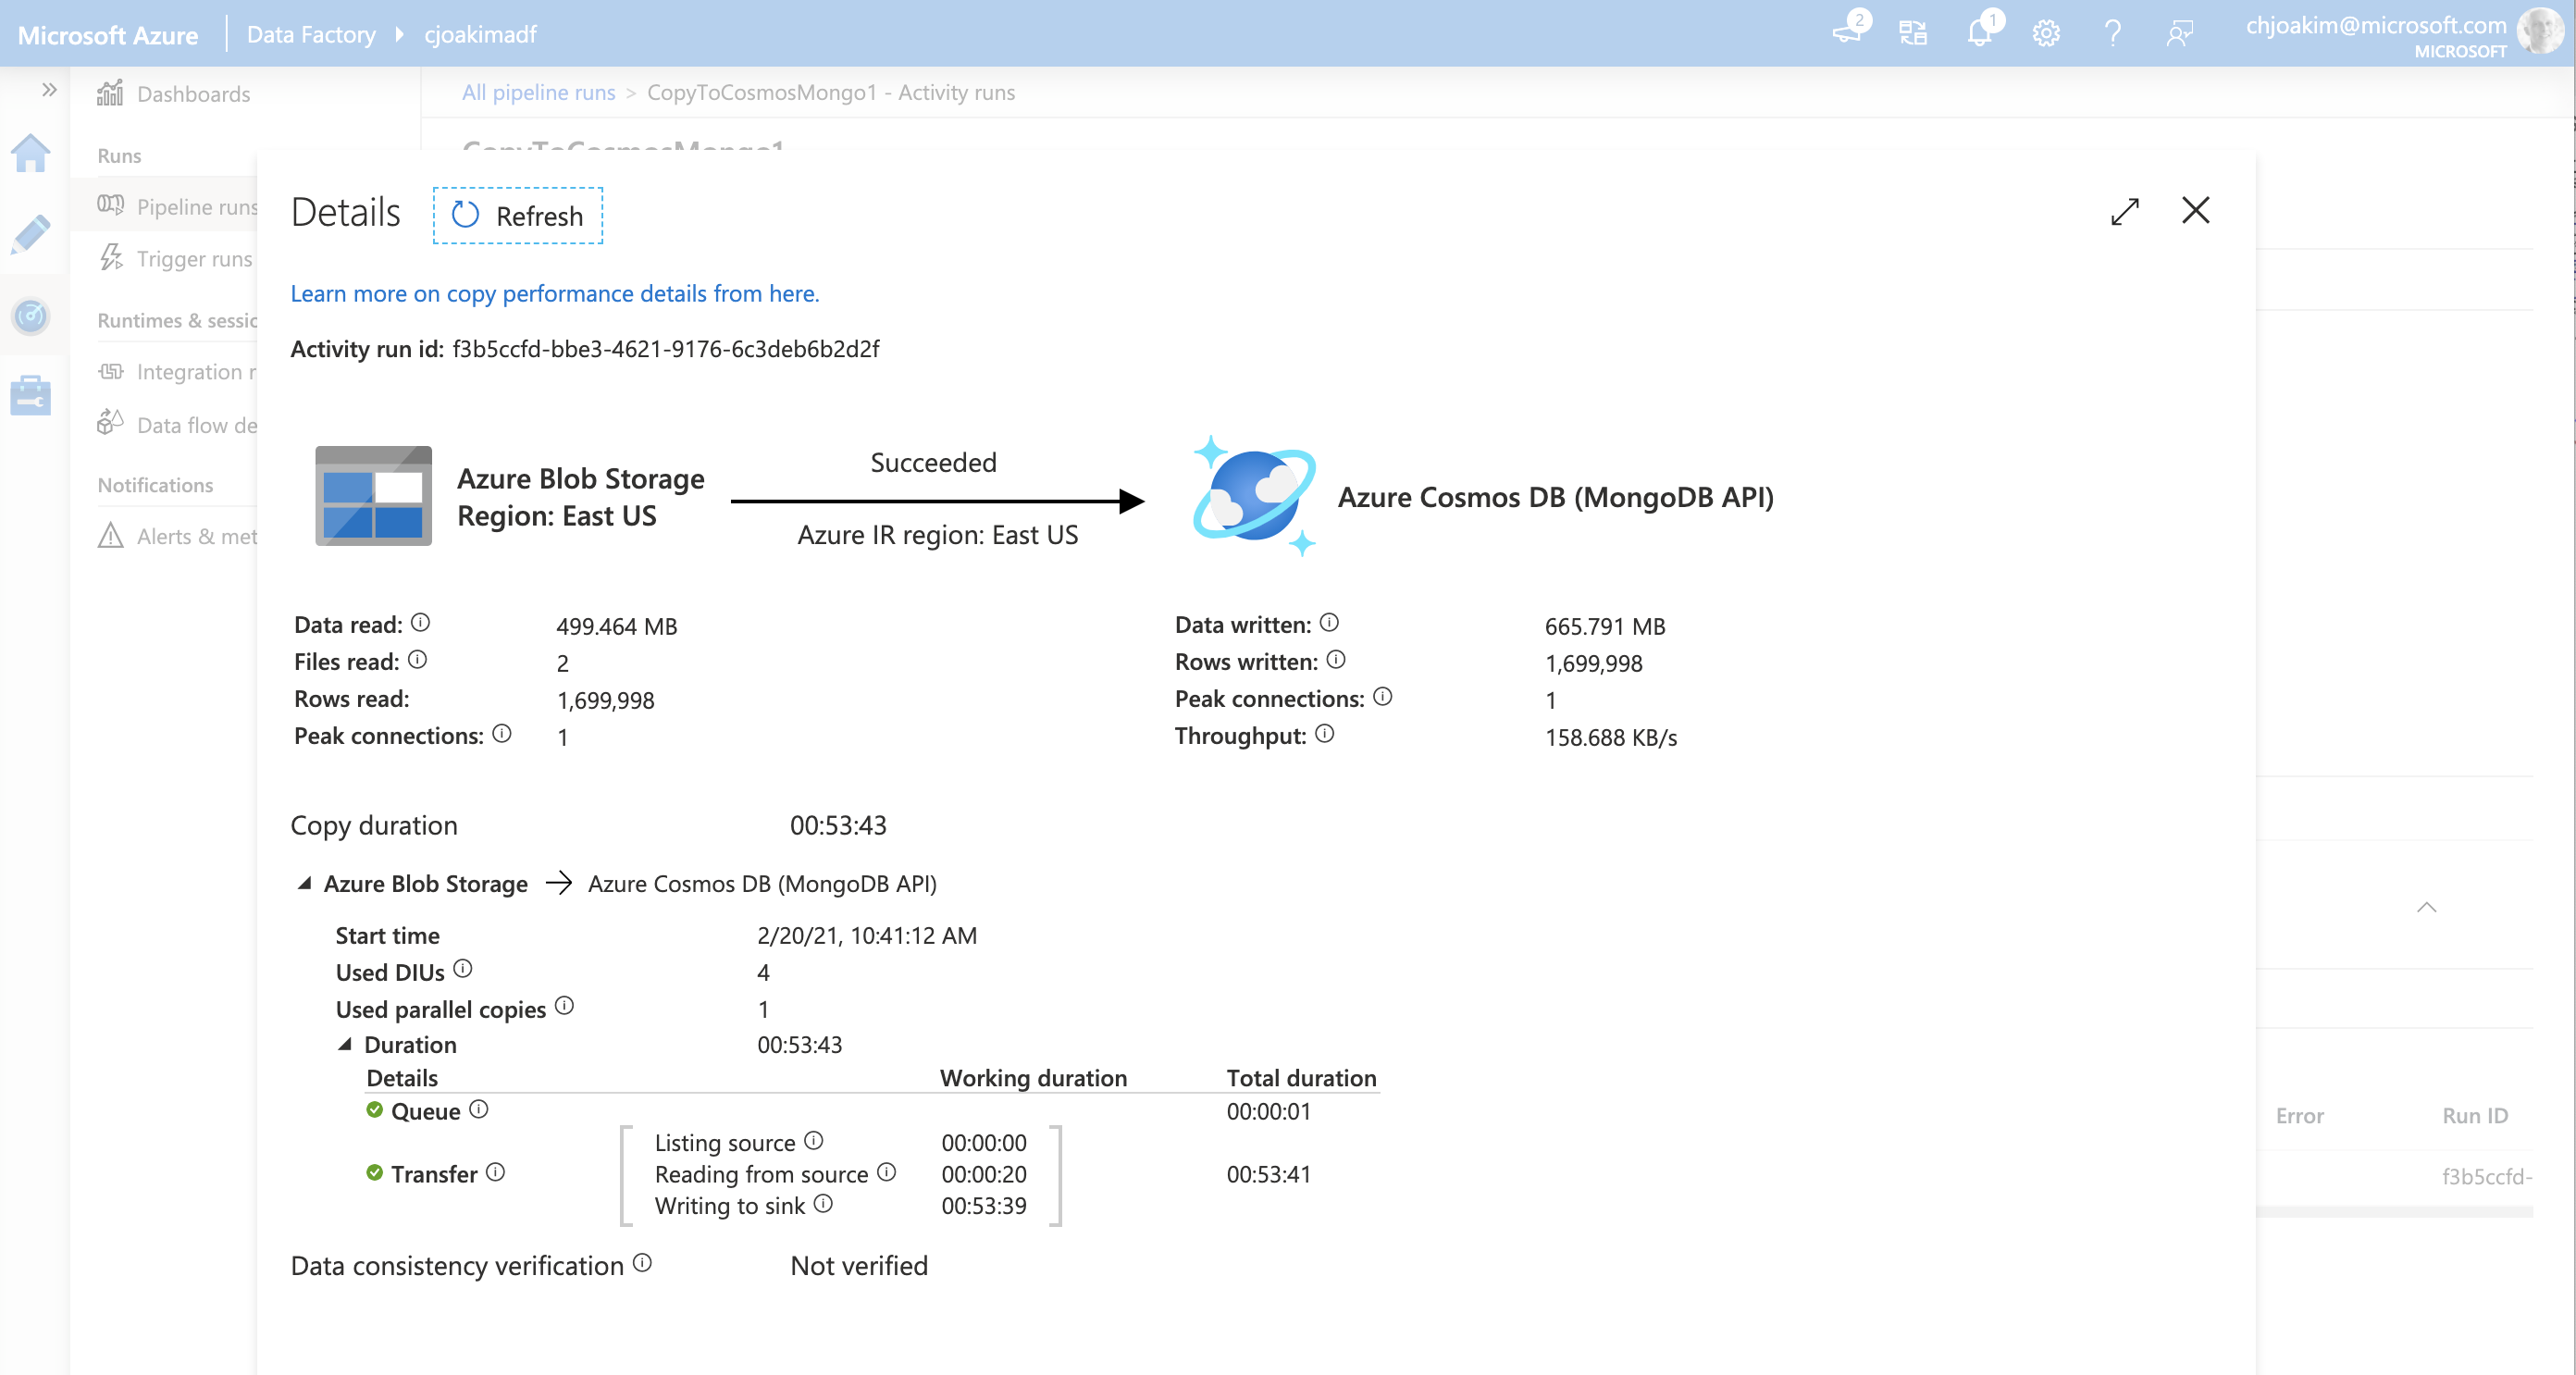 Microsoft Azure Data Factory cjoakimadf 2 1 ? chjoakim@microsoft.com
MICROSOFT
Dashboards
All pipeline runs > CopyToCosmosMongo1 - Activity runs
Runs
CopyToCosmosMongo1
Pipeline runs
Trigger runs
Runtimes & sessio
Integration r
Data flow de
Notifications
Alerts & met
Details Refresh
Learn more on copy performance details from here.
Activity run id: f3b5ccfd-bbe3-4621-9176-6c3deb6b2d2f
Azure Blob Storage
Region: East US
Succeeded
Azure IR region: East US
Azure Cosmos DB (MongoDB API)
Data read: 499.464 MB
Files read: 2
Rows read: 1,699,998
Peak connections: 1
Data written: 665.791 MB
Rows written: 1,699,998
Peak connections: 1
Throughput: 158.688 KB/s
Copy duration 00:53:43
Azure Blob Storage → Azure Cosmos DB (MongoDB API)
Start time 2/20/21, 10:41:12 AM
Used DIUs 4
Used parallel copies 1
Duration 00:53:43
Details Working duration Total duration
Queue 00:00:01
Listing source 00:00:00
Transfer Reading from source 00:00:20 00:53:41
Writing to sink 00:53:39
Data consistency verification Not verified
Error Run ID
f3b5ccfd-